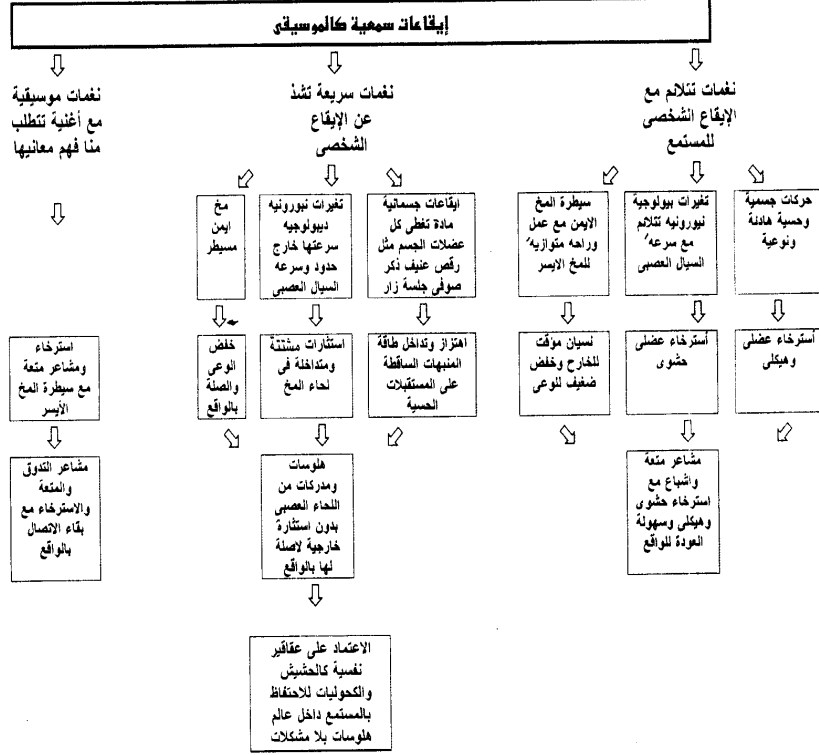 إيقاعات سمعية كالموسيقى
نغمات تتلائم مع
الإيقاع الشخصى
للمستمع
نغمات سريعة تشذ
عن الإيقاع
الشخصى
نغمات موسيقية
مع أغنية تتطلب
منا فهم معانيها
حركات جسمية
وحسية هادئة
ونوعية
تغيرات بيولوجية
نيورونيه تتلائم
مع سرعه
السيال العصبى
سيطرة المخ
الايمن مع عمل
وراحه متوازيه
للمخ الايسر
ايقاعات جسمانية
مادة تغطى كل
عضلات الجسم مثل
رقص عنيف ذكر
صوفى جلسة زار
تغيرات نيورونيه
ديبولوجيه
سرعتها خارج
حدود وسرعه
السيال العصبى
مخ
ايمن
مسيطر
أسترخاء عضلى
وهيكلى
أسترخاء عضلى
حشوى
نسيان مؤقت
للخارج وخفض
ضغيف للوعى
اهتزاز وتداخل طاقة
المنبهات الساقطة
على المستقبلات
الحسية
استثارات مشتتة
ومتداخلة فى
لحاء المخ
خفض
الوعى
والصلة
بالواقع
استرخاء
ومشاعر متعة
مع سيطرة المخ
الأيسر
مشاعر متعة
واشباع مع
استرخاء حشوى
وهيكلى وسهولة
العودة للواقع
هلوسات
ومدركات من
اللحاء العصبى
بدون استثارة
خارجية لاصلة
لها بالواقع
مشاعر التدوق
والمتعة
والاسترخاء مع
بقاء الاتصال
بالواقع
الاعتماد على عقاقير
نفسية كالحشيش
والكحوليات للاحتفاظ
بالمستمع داخل عالم
هلوسات بلا مشكلات